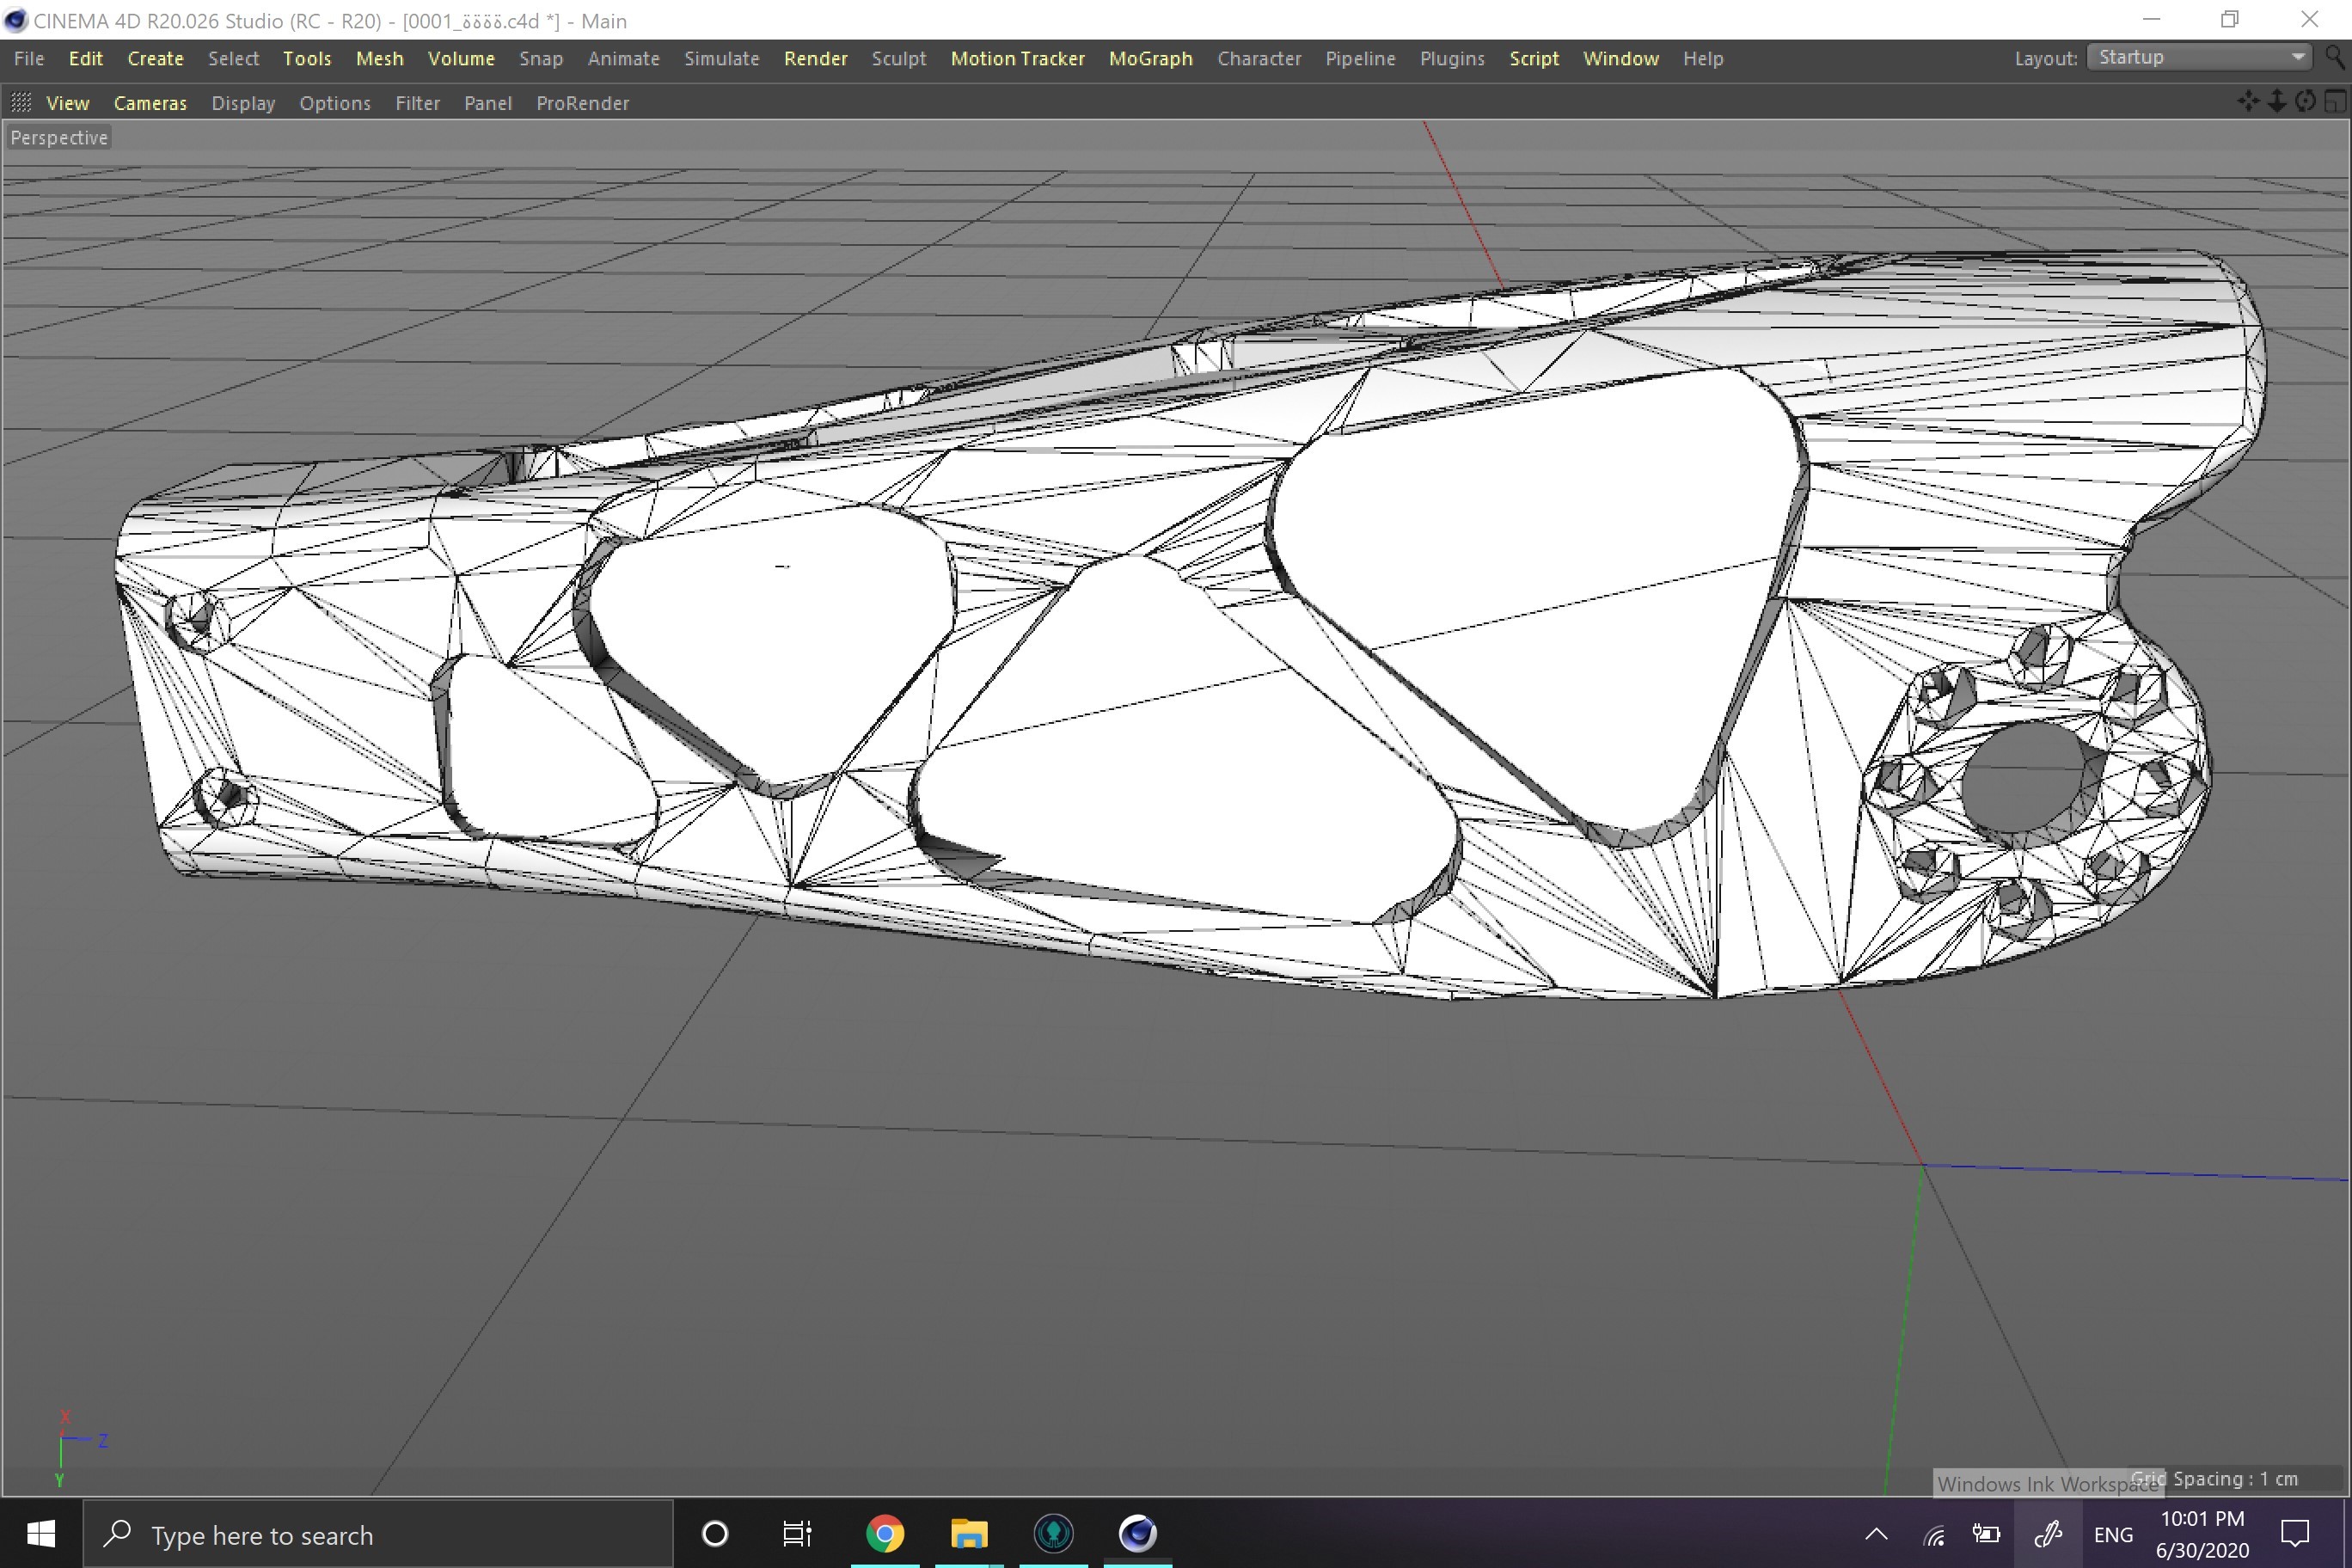 CINEMA 4D R20.026 Studio (RC - R20) - [0001_öööö.c4d *] - Main
File Edit Create Select Tools Mesh Volume Snap Animate Simulate Render Sculpt Motion Tracker MoGraph Character Pipeline Plugins Script Window Help Layout: Startup
View Cameras Display Options Filter Panel ProRender
Perspective
X
Z
Y
Grid Spacing : 1 cm
Windows Ink Workspace
Type here to search
ENG
10:01 PM
6/30/2020